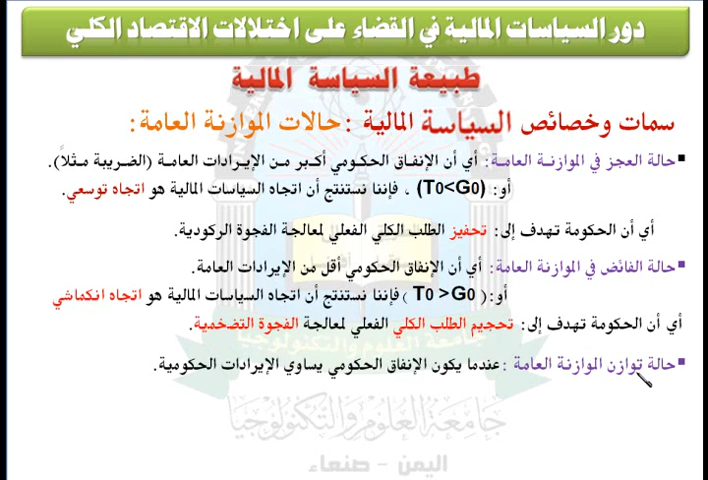 دور السياسات المالية في القضاء على اختلالات الاقتصاد الكلي
طبيعة السياسة المالية
سمات وخصائص السياسة المالية : حالات الموازنة العامة:
حالة العجز في الموازنة العامة: أي أن الإنفاق الحكومي أكبر من الإيرادات العامة (الضريبة مثلاً).
أو: (T0<G0) ، فإننا نستنتج أن اتجاه السياسات المالية هو اتجاه توسعي.
أي أن الحكومة تهدف إلى: تحفيز الطلب الكلي الفعلي لمعالجة الفجوة الركودية.
حالة الفائض في الموازنة العامة: أي أن الإنفاق الحكومي أقل من الإيرادات العامة.
أو:( T0 >G0 ) فإننا نستنتج أن اتجاه السياسات المالية هو اتجاه انكماشي
أي أن الحكومة تهدف إلى: تحجيم الطلب الكلي الفعلي لمعالجة الفجوة التضخمية.
حالة توازن الموازنة العامة : عندما يكون الإنفاق الحكومي يساوي الإيرادات الحكومية.
جامعة العلوم والتكنولوجيا
جامعة العلوم والتكنولوجيا
اليمن - صنعاء